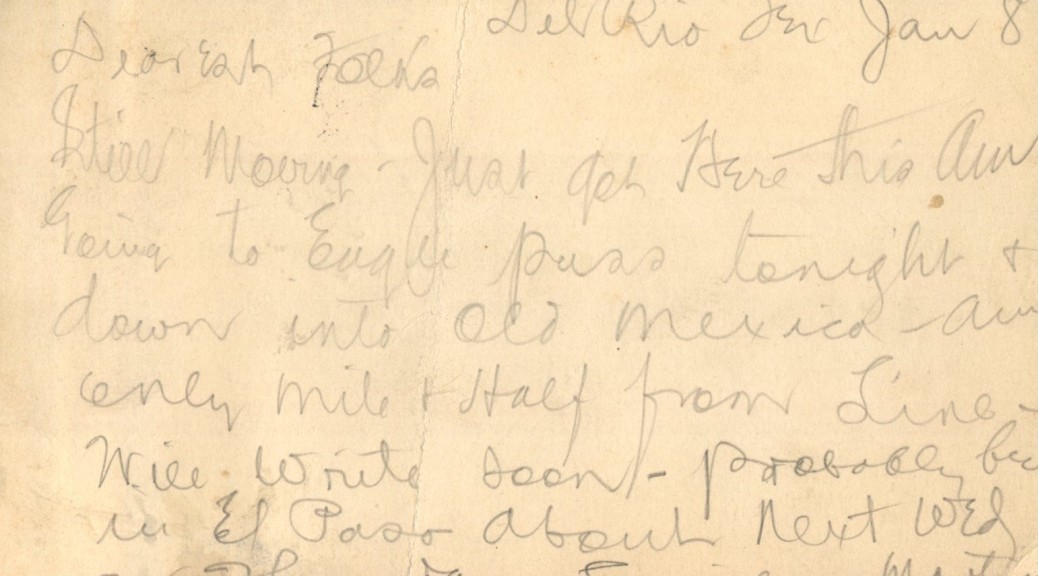 Del Rio Tex Jan 8
Dearest Folks
Still Moving - Just got Here this Am
Going to Eagle pass tonight +
down into Old Mexico - am
only mile + Half from Line -
Will Write soon - probably be
in El Paso about Next Wed